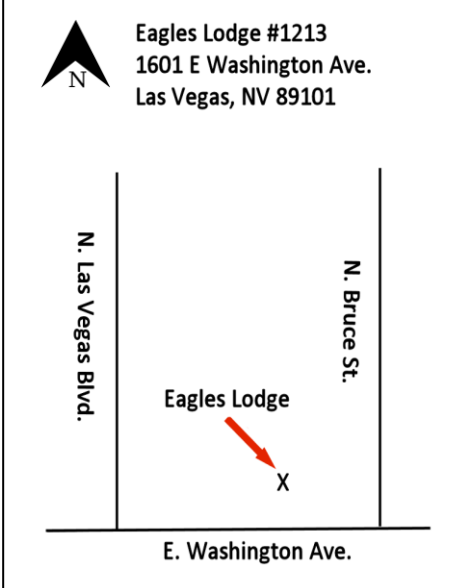 N
Eagles Lodge #1213
1601 E Washington Ave.
Las Vegas, NV 89101
N. Las Vegas Blvd.
N. Bruce St.
Eagles Lodge
X
E. Washington Ave.